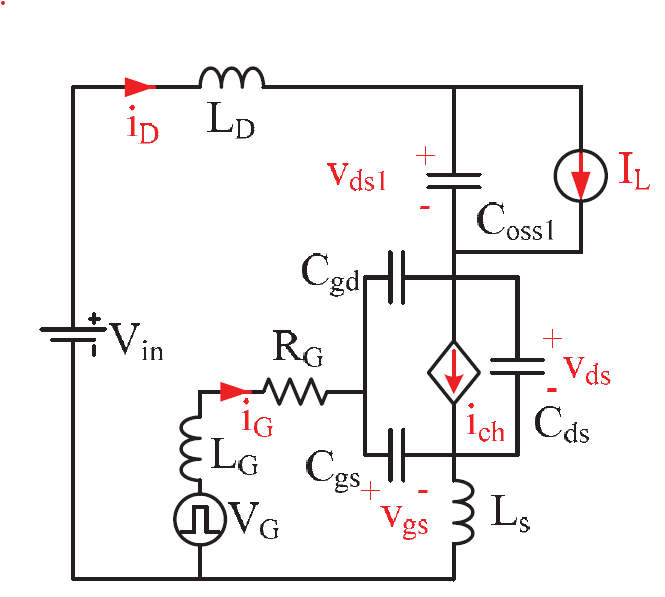 i_D
L_D
v_ds1
+
-
I_L
C_oss1
C_gd
+
V_in
R_G
+
v_ds
-
i_G
i_ch
C_ds
L_G
C_gs
+
-
v_gs
L_s
V_G